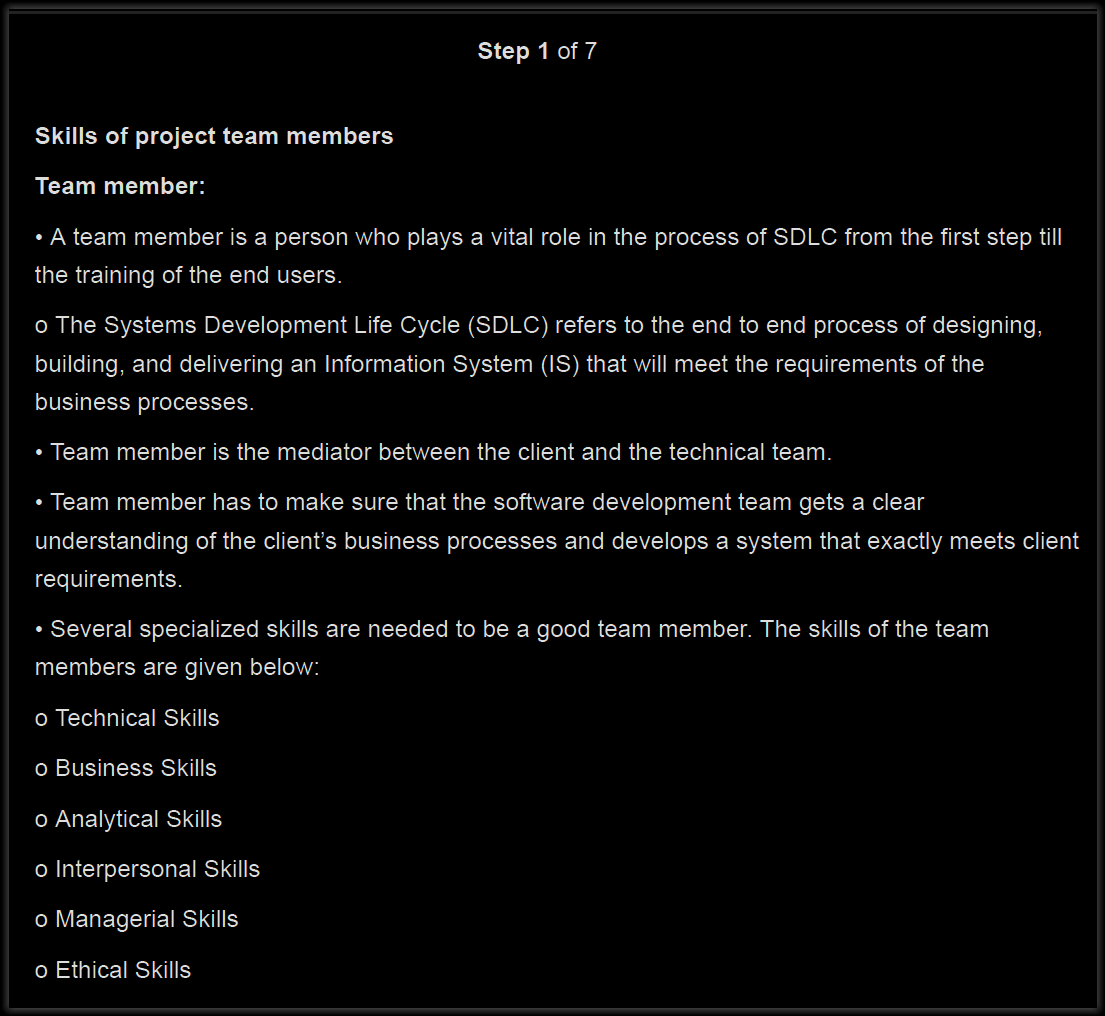 Step 1 of 7
Skills of project team members
Team member:
• A team member is a person who plays a vital role in the process of SDLC from the first step till
the training of the end users.
o The Systems Development Life Cycle (SDLC) refers to the end to end process of designing,
building, and delivering an Information System (IS) that will meet the requirements of the
business processes.
• Team member is the mediator between the client and the technical team.
• Team member has to make sure that the software development team gets a clear
understanding of the client’s business processes and develops a system that exactly meets client
requirements.
• Several specialized skills are needed to be a good team member. The skills of the team
members are given below:
o Technical Skills
o Business Skills
o Analytical Skills
o Interpersonal Skills
o Managerial Skills
o Ethical Skills